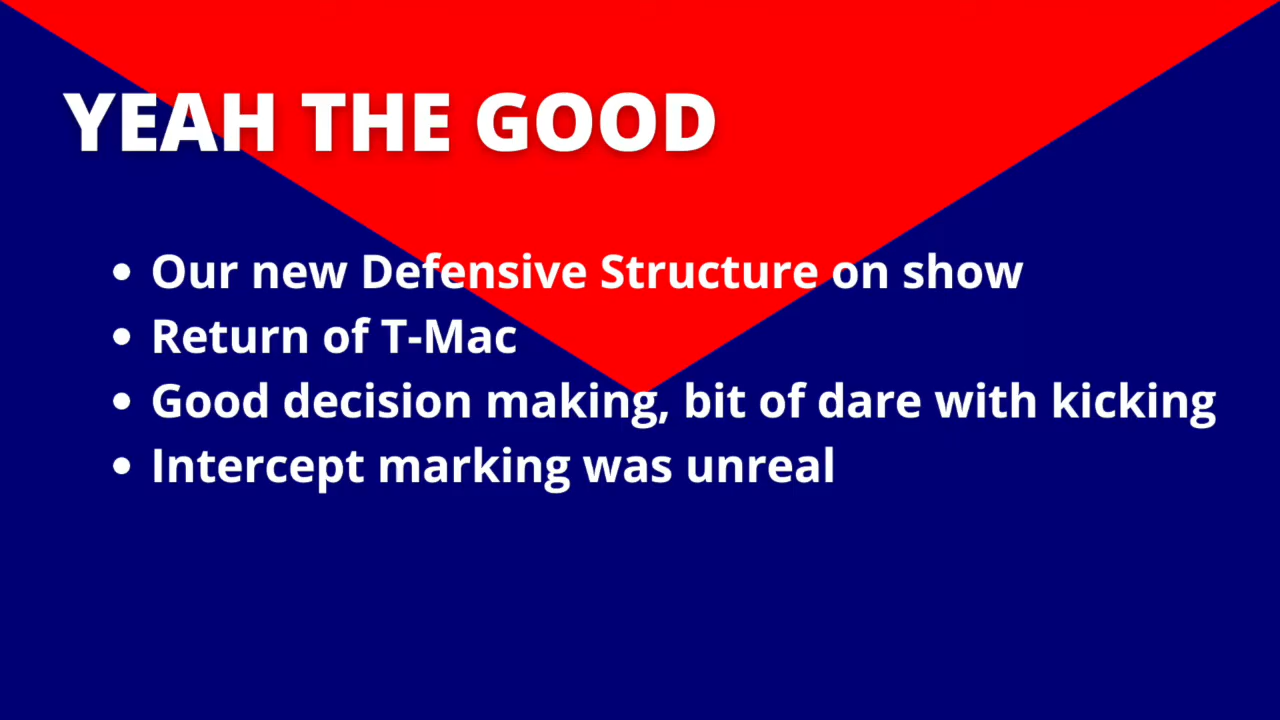 YEAH THE GOOD
• Our new Defensive Structure on show
• Return of T-Mac
• Good decision making, bit of dare with kicking
• Intercept marking was unreal